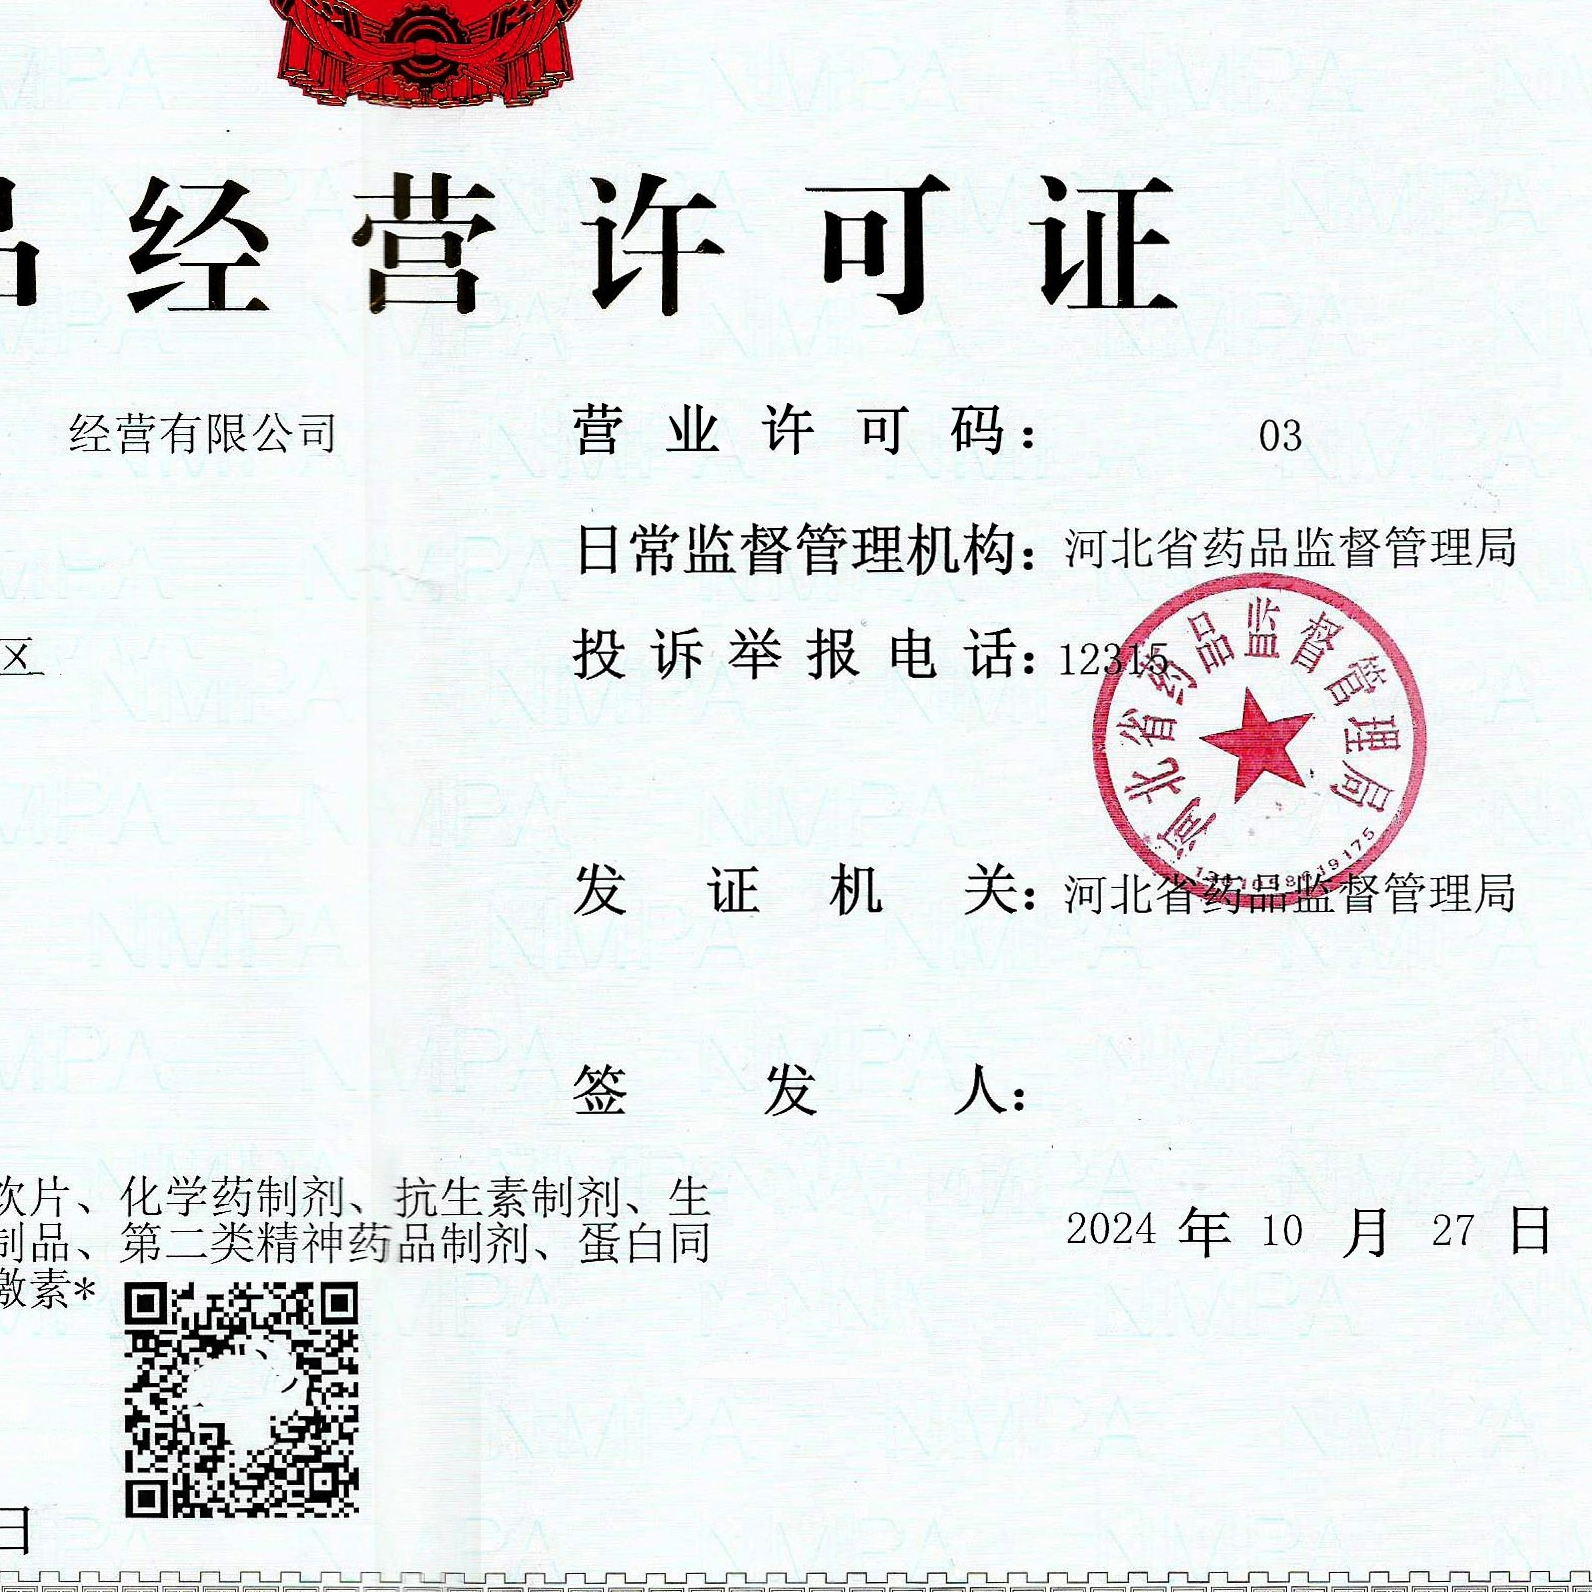 品经营许可证
经营有限公司
营业许可码： 03
日常监督管理机构：河北省药品监督管理局
区
投诉举报电话：12315
河北省药品监督管理局
发证机关：河北省药品监督管理局
签发人：
饮片、化学药制剂、抗生素制剂、生
制品、第二类精神药品制剂、蛋白同
激素*
2024 年 10 月 27 日
日